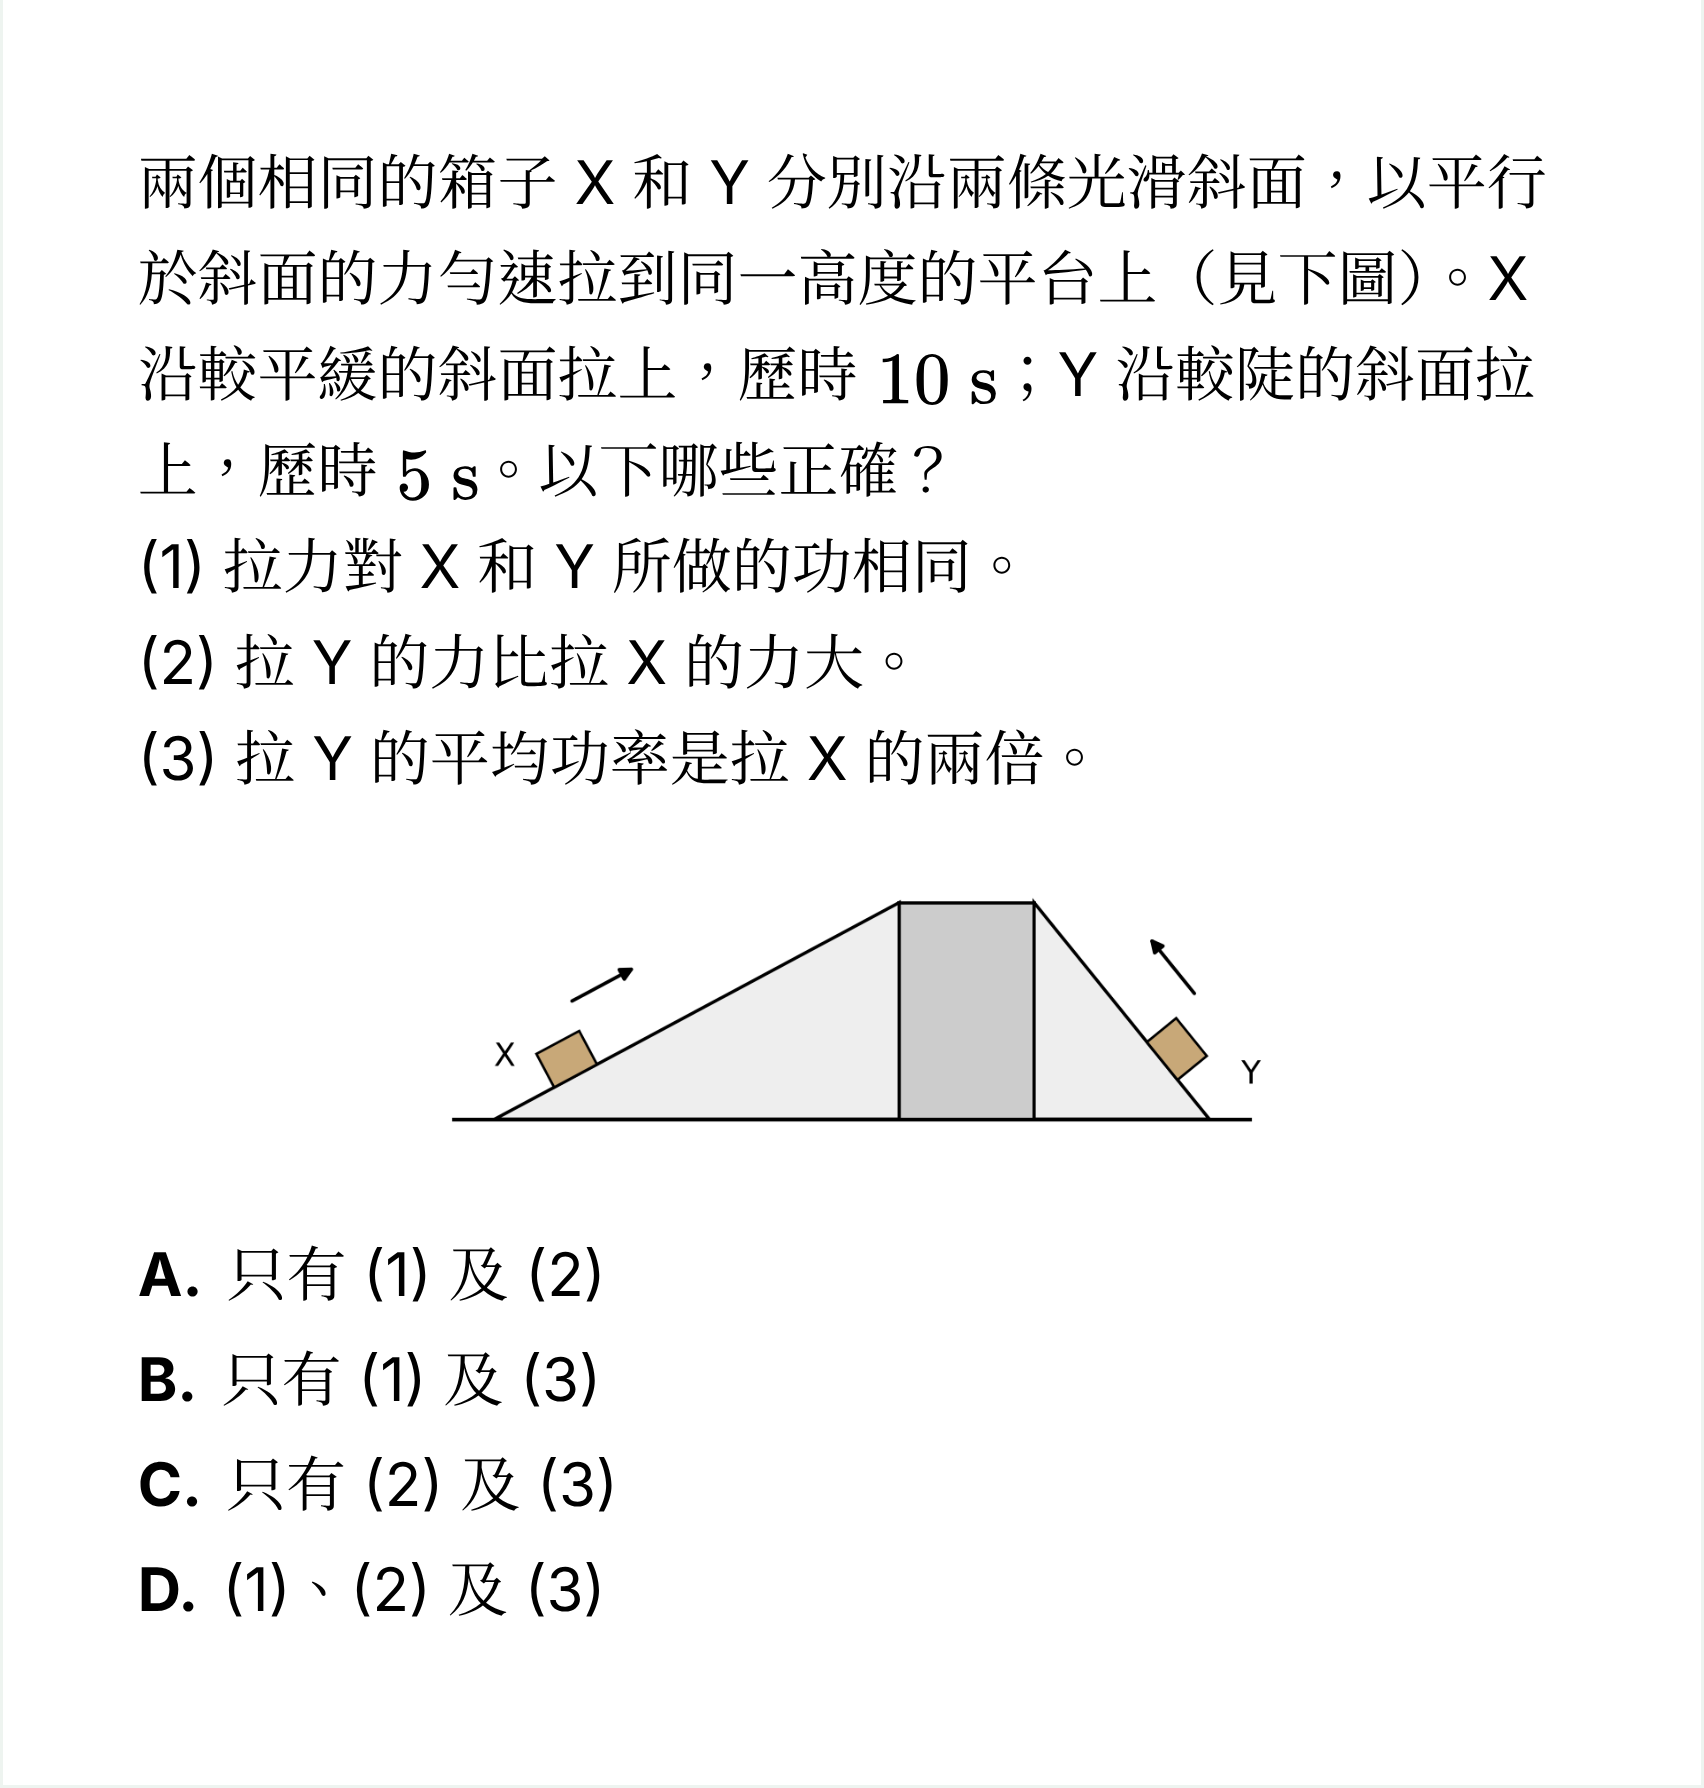 兩個相同的箱子 X 和 Y 分別沿兩條光滑斜面，以平行
於斜面的力勻速拉到同一高度的平台上（見下圖）。X
沿較平緩的斜面拉上，歷時 10 s；Y 沿較陡的斜面拉
上，歷時 5 s。以下哪些正確？
(1) 拉力對 X 和 Y 所做的功相同。
(2) 拉 Y 的力比拉 X 的力大。
(3) 拉 Y 的平均功率是拉 X 的兩倍。
X
Y
A. 只有 (1) 及 (2)
B. 只有 (1) 及 (3)
C. 只有 (2) 及 (3)
D. (1)、(2) 及 (3)